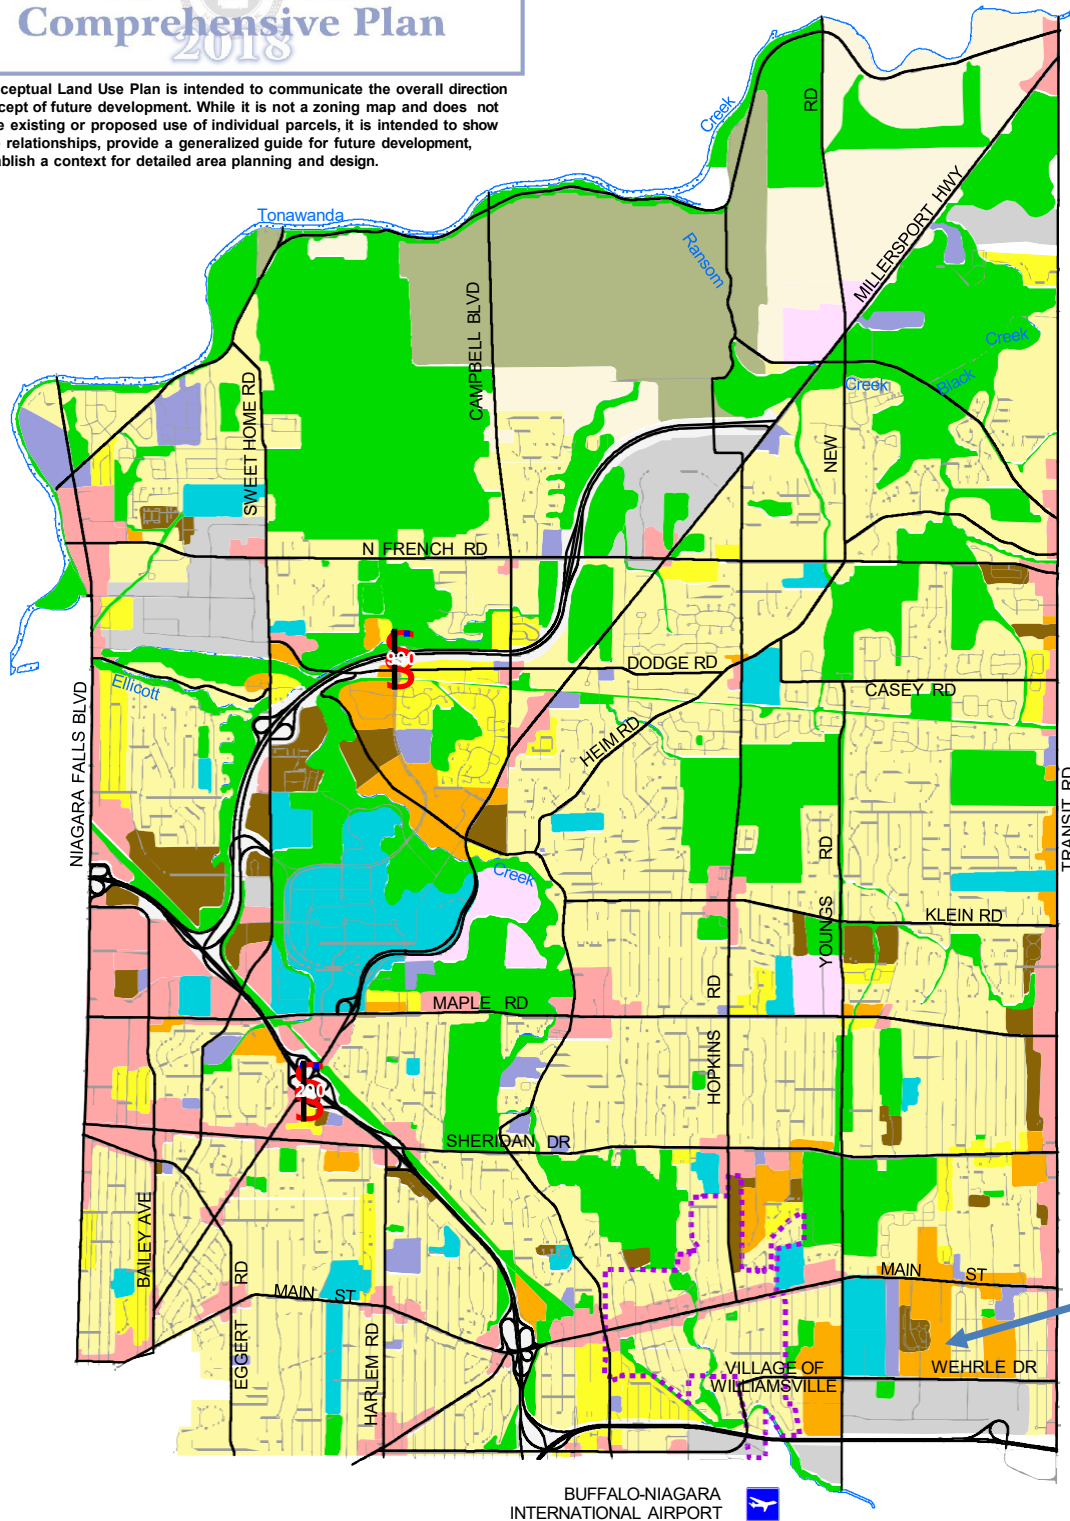 Comprehensive Plan
2018
ceptual Land Use Plan is intended to communicate the overall direction
cept of future development. While it is not a zoning map and does not
e existing or proposed use of individual parcels, it is intended to show
relationships, provide a generalized guide for future development,
blish a context for detailed area planning and design.
Creek
RD
Tonawanda
MILLERSPORT HWY
Ransom
CAMPBELL BLVD
Creek
SWEET HOME RD
Creek
Black
NEW
N FRENCH RD
DODGE RD
990
CASEY RD
Ellicott
HEIM RD
NIAGARA FALLS BLVD
TRANSIT RD
YOUNGS RD
Creek
KLEIN RD
MAPLE RD
HOPKINS RD
290
SHERIDAN DR
BAILEY AVE
MAIN ST
MAIN ST
EGGERT RD
HARLEM RD
VILLAGE OF
WILLIAMSVILLE
WEHRLE DR
BUFFALO-NIAGARA
INTERNATIONAL AIRPORT